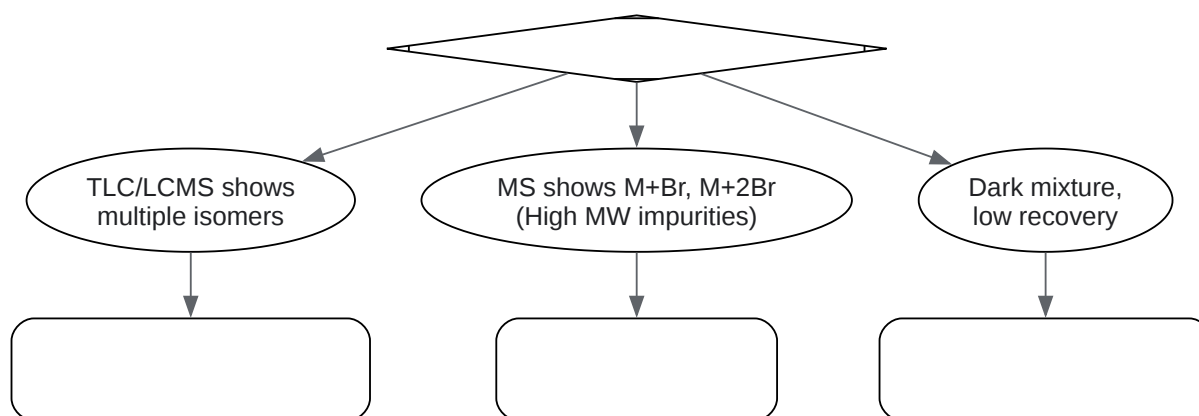 TLC/LCMS shows
multiple isomers
MS shows M+Br, M+2Br
(High MW impurities)
Dark mixture,
low recovery